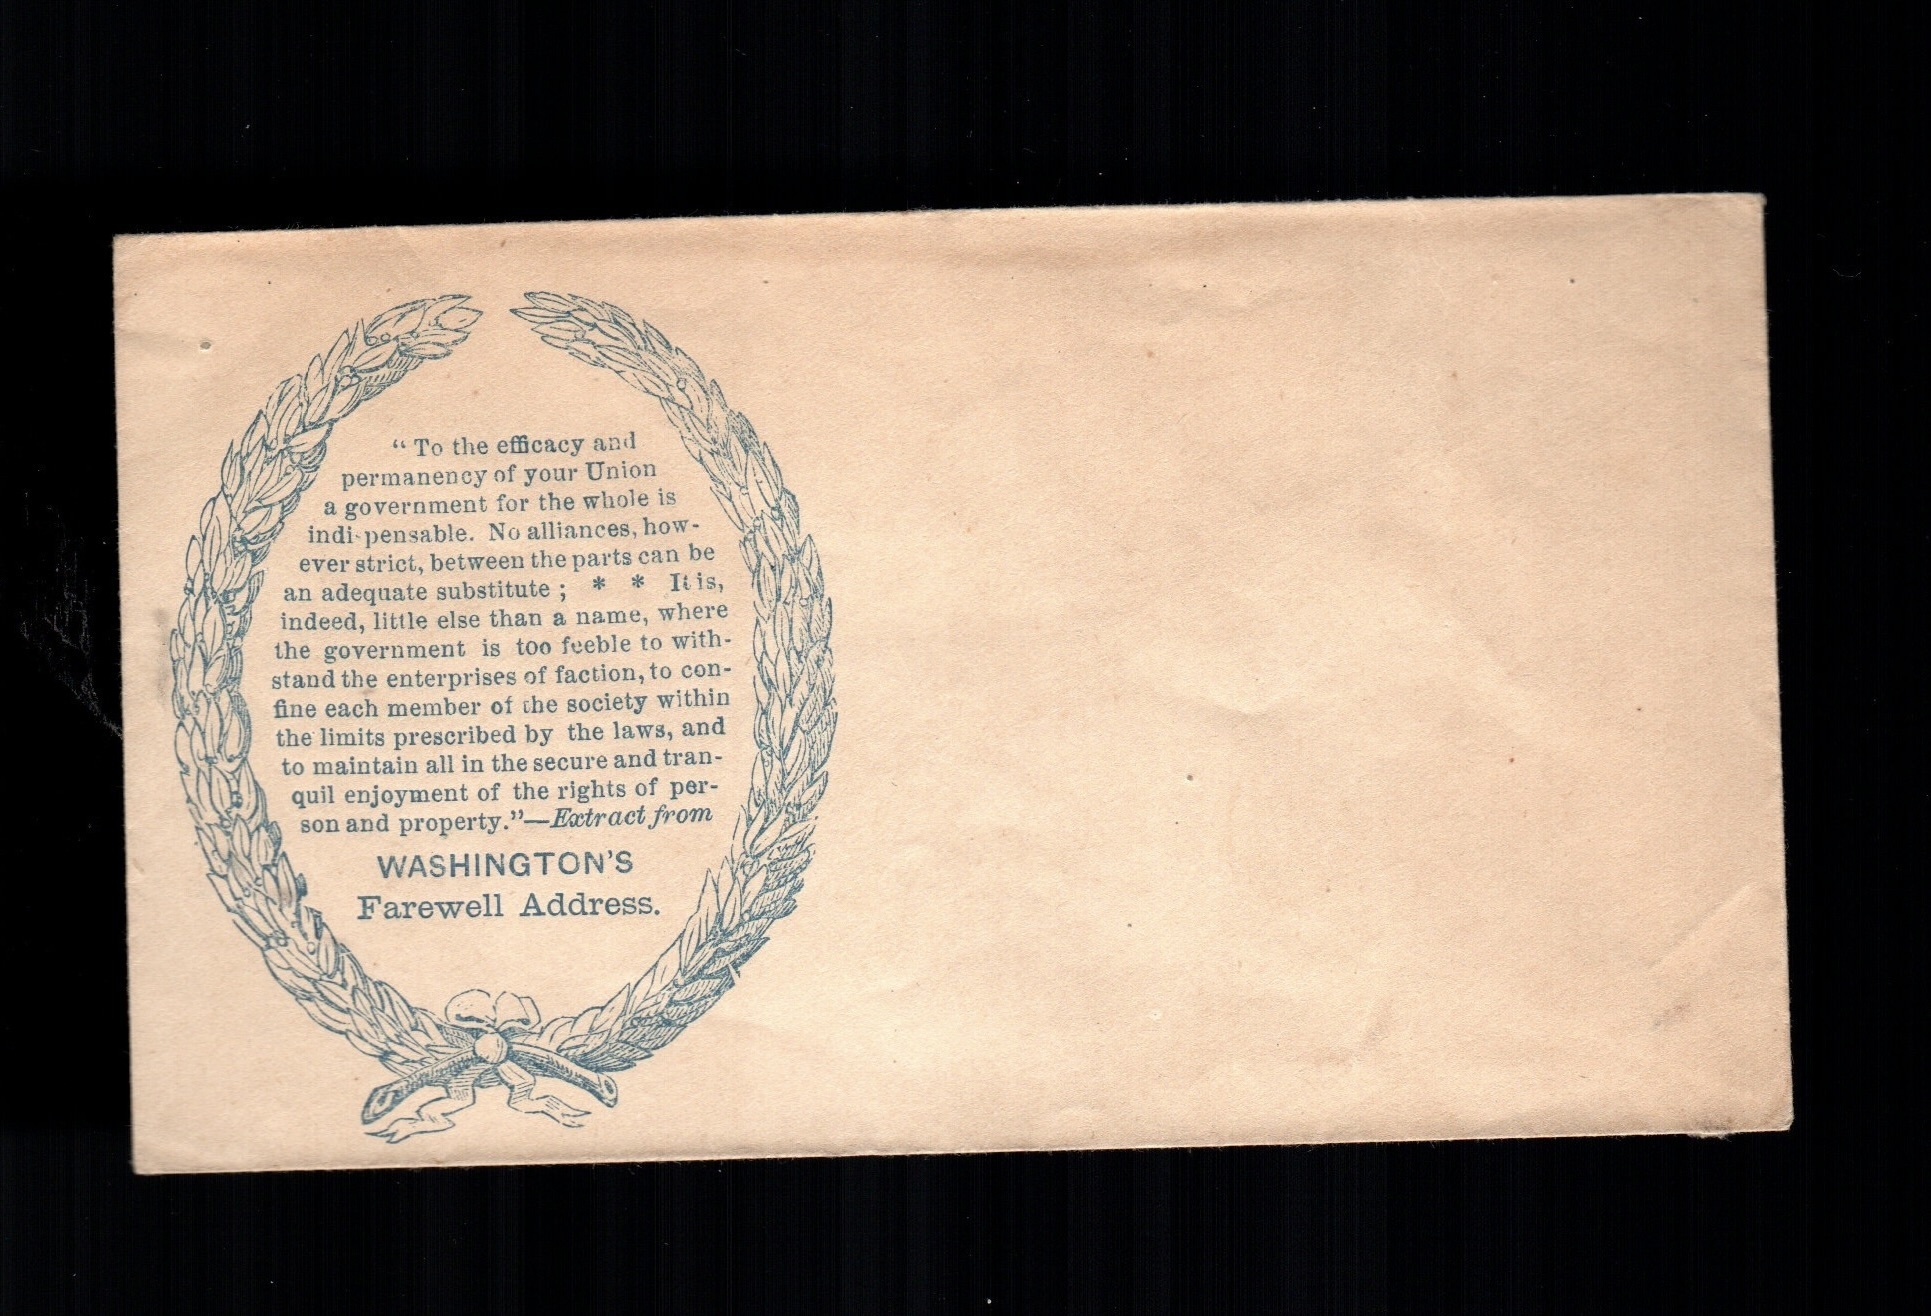 “ To the efficacy and
permanency of your Union
a government for the whole is
indi-pensable. No alliances, how-
ever strict, between the parts can be
an adequate substitute ; * * It is,
indeed, little else than a name, where
the government is too feeble to with-
stand the enterprises of faction, to con-
fine each member of the society within
the limits prescribed by the laws, and
to maintain all in the secure and tran-
quil enjoyment of the rights of per-
son and property.”—Extract from
WASHINGTON'S
Farewell Address.